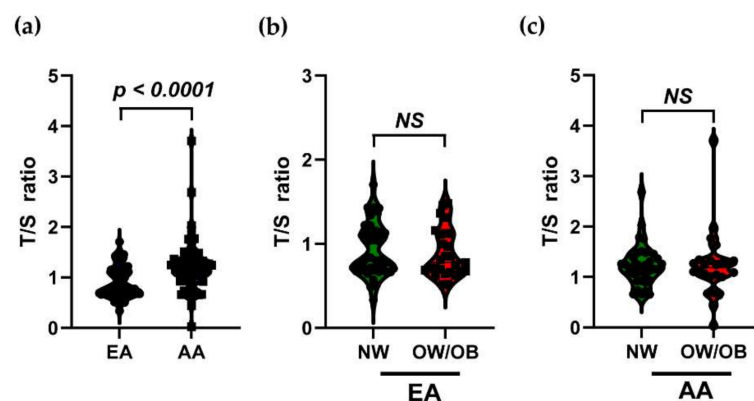 (a)
(b)
(c)
T/S ratio
5
4
3
2
1
0
p < 0.0001
EA
AA
T/S ratio
3
2
1
0
NS
NW
OW/OB
EA
T/S ratio
5
4
3
2
1
0
NS
NW
OW/OB
AA